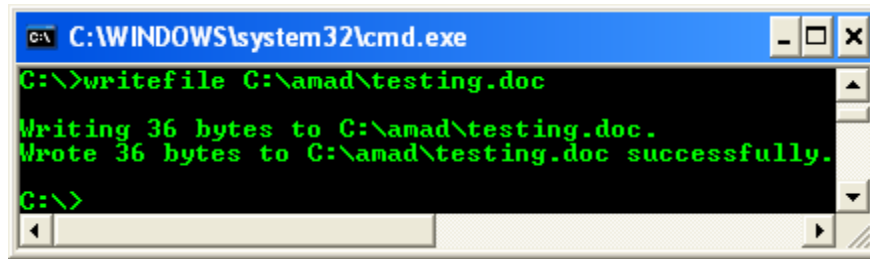 C:\WINDOWS\system32\cmd.exe
C:\>writefile C:\amad\testing.doc
Writing 36 bytes to C:\amad\testing.doc.
Wrote 36 bytes to C:\amad\testing.doc successfully.
C:\>